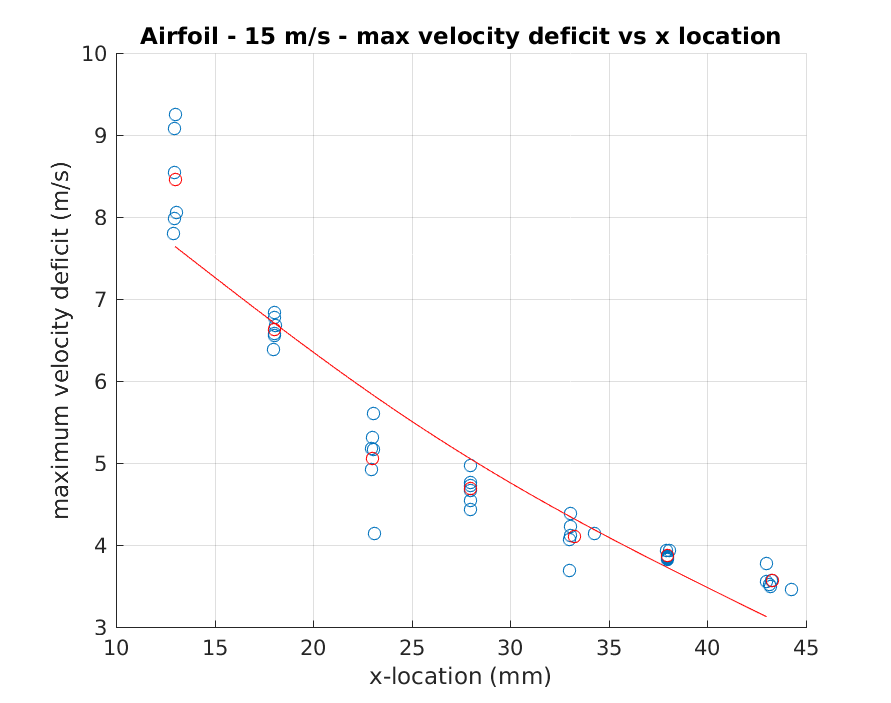 Airfoil - 15 m/s - max velocity deficit vs x location
10
9
8
7
6
5
4
3
maximum velocity deficit (m/s)
10 15 20 25 30 35 40 45
x-location (mm)